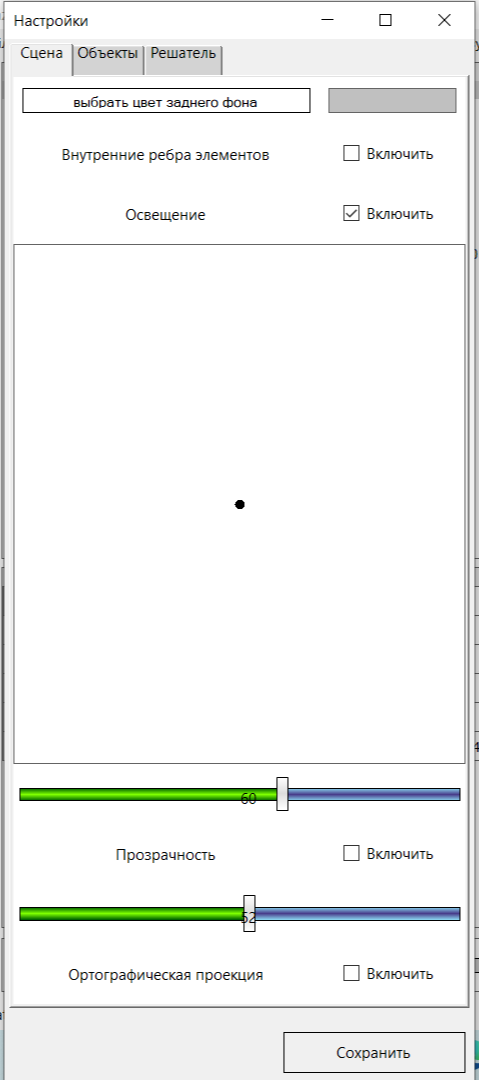 Настройки
Сцена Объекты Решатель
выбрать цвет заднего фона
Внутренние ребра элементов Включить
Освещение Включить
60
Прозрачность Включить
52
Ортографическая проекция Включить
Сохранить